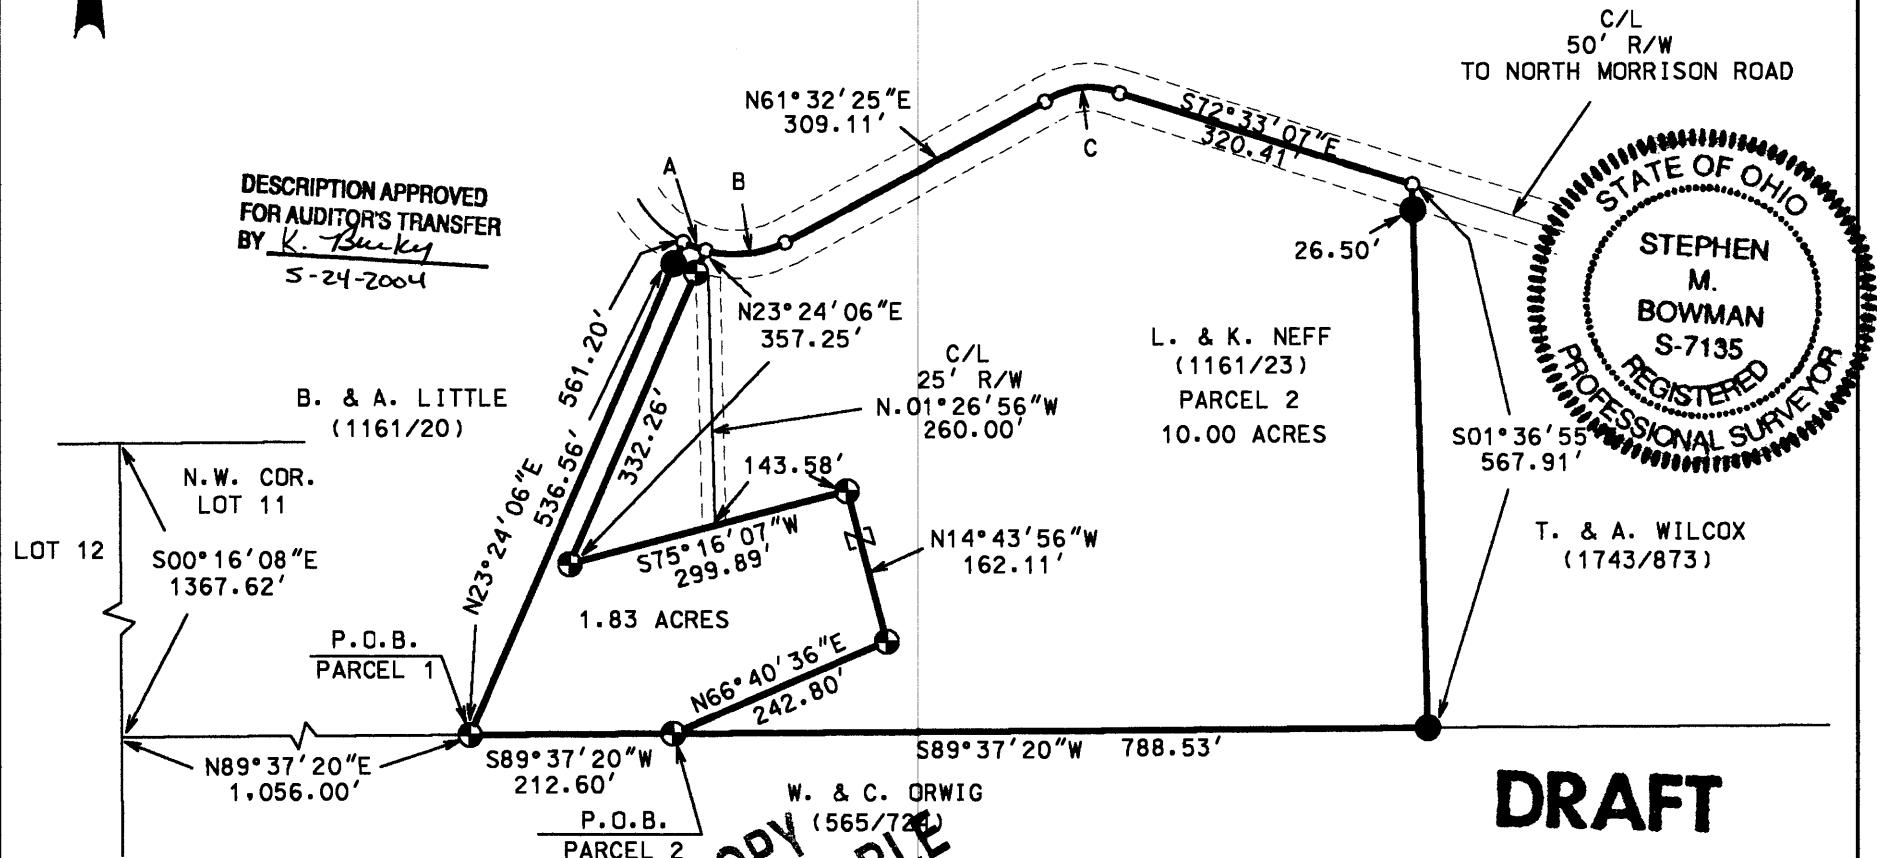 C/L
50' R/W
TO NORTH MORRISON ROAD
N61°32'25"E
309.11'
S72°33'07"E
320.41'
C
A
B
DESCRIPTION APPROVED
FOR AUDITOR'S TRANSFER
BY K.
5-24-2004
STATE OF OHIO
STEPHEN
M.
BOWMAN
S-7135
REGISTERED
PROFESSIONAL SURVEYOR
26.50'
N23°24'06"E
357.25'
561.20'
L. & K. NEFF
(1161/23)
PARCEL 2
10.00 ACRES
C/L
25' R/W
N.01°26'56"W
260.00'
B. & A. LITTLE
(1161/20)
332.26'
N23°24'06"E
536.56'
143.58'
S01°36'55
567.91'
N.W. COR.
LOT 11
LOT 12
S00°16'08"E
1367.62'
S75°16'07"W
299.89'
N14°43'56"W
162.11'
T. & A. WILCOX
(1743/873)
1.83 ACRES
P.O.B.
PARCEL 1
N66°40'36"E
242.80'
N89°37'20"E
1,056.00'
S89°37'20"W
212.60'
S89°37'20"W 788.53'
W. & C. ORWIG
P.O.B.
PARCEL 2
DRAFT